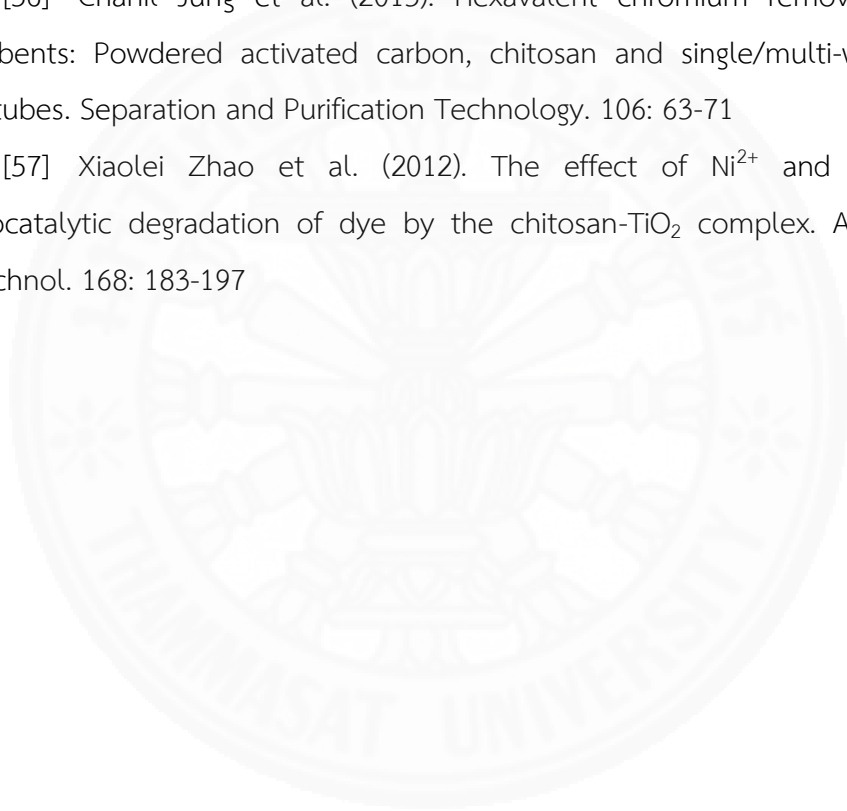 [56] Chanil Jung et al. (2013). Hexavalent chromium remov
bents: Powdered activated carbon, chitosan and single/multi-w
tubes. Separation and Purification Technology. 106: 63-71
[57] Xiaolei Zhao et al. (2012). The effect of Ni²⁺ and
ocatalytic degradation of dye by the chitosan-TiO₂ complex. A
chnol. 168: 183-197
THAMMASAT UNIVERSITY